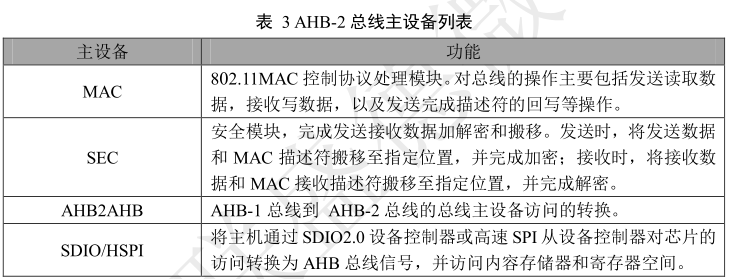 表 3 AHB-2 总线主设备列表
主设备 功能
MAC
802.11MAC 控制协议处理模块。对总线的操作主要包括发送读取数
据，接收写数据，以及发送完成描述符的回写等操作。
SEC
安全模块，完成发送接收数据加解密和搬移。发送时，将发送数据
和 MAC 描述符搬移至指定位置，并完成加密；接收时，将接收数
据和 MAC 接收描述符搬移至指定位置，并完成解密。
AHB2AHB AHB-1 总线到 AHB-2 总线的总线主设备访问的转换。
SDIO/HSPI
将主机通过 SDIO2.0 设备控制器或高速 SPI 从设备控制器对芯片的
访问转换为 AHB 总线信号，并访问内容存储器和寄存器空间。